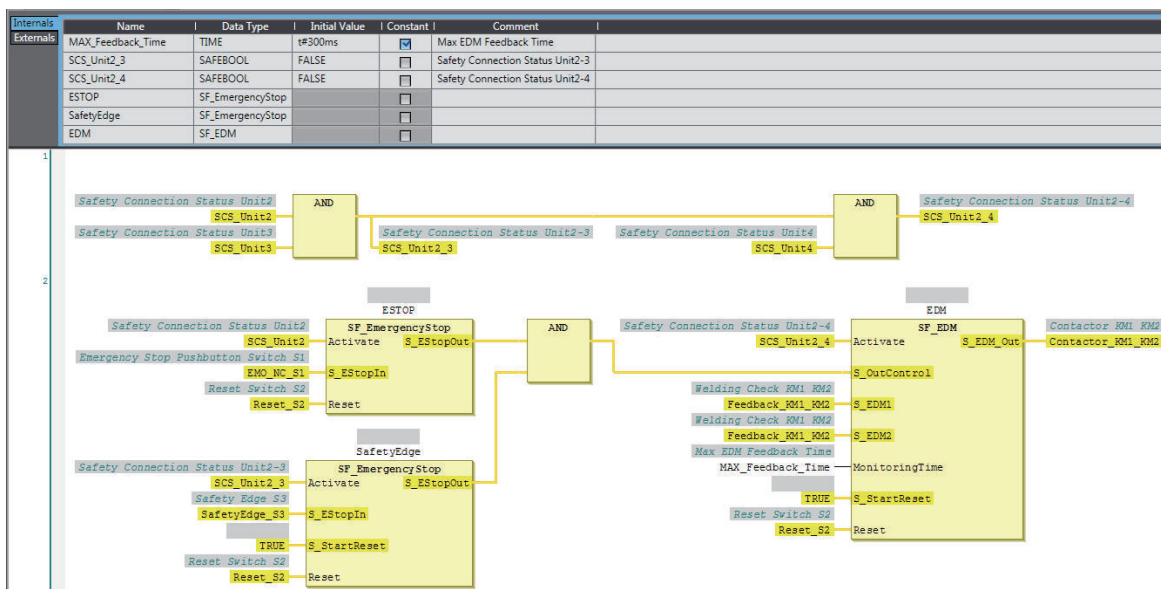 Internals
Externals
Name Data Type Initial Value Constant Comment
MAX_Feedback_Time TIME t#300ms Max EDM Feedback Time
SCS_Unit2_3 SAFEBOOL FALSE Safety Connection Status Unit2-3
SCS_Unit2_4 SAFEBOOL FALSE Safety Connection Status Unit2-4
ESTOP SF_EmergencyStop
SafetyEdge SF_EmergencyStop
EDM SF_EDM
1
Safety Connection Status Unit2
SCS_Unit2
Safety Connection Status Unit3
SCS_Unit3
AND
Safety Connection Status Unit2-3
SCS_Unit2_3
Safety Connection Status Unit4
SCS_Unit4
AND
Safety Connection Status Unit2-4
SCS_Unit2_4
2
ESTOP
SF_EmergencyStop
Safety Connection Status Unit2
SCS_Unit2 Activate S_EStopOut
Emergency Stop Pushbutton Switch S1
EMO_NC_S1 S_EStopIn
Reset Switch S2
Reset_S2 Reset
AND
SafetyEdge
SF_EmergencyStop
Safety Connection Status Unit2-3
SCS_Unit2_3 Activate S_EStopOut
Safety Edge S3
SafetyEdge_S3 S_EStopIn
TRUE S_StartReset
Reset Switch S2
Reset_S2 Reset
EDM
SF_EDM
Safety Connection Status Unit2-4
SCS_Unit2_4 Activate S_EDM_Out
Contactor KM1 KM2
Contactor_KM1_KM2
S_OutControl
Welding Check KM1 KM2
Feedback_KM1_KM2 S_EDM1
Welding Check KM1 KM2
Feedback_KM1_KM2 S_EDM2
Max EDM Feedback Time
MAX_Feedback_Time MonitoringTime
TRUE S_StartReset
Reset Switch S2
Reset_S2 Reset